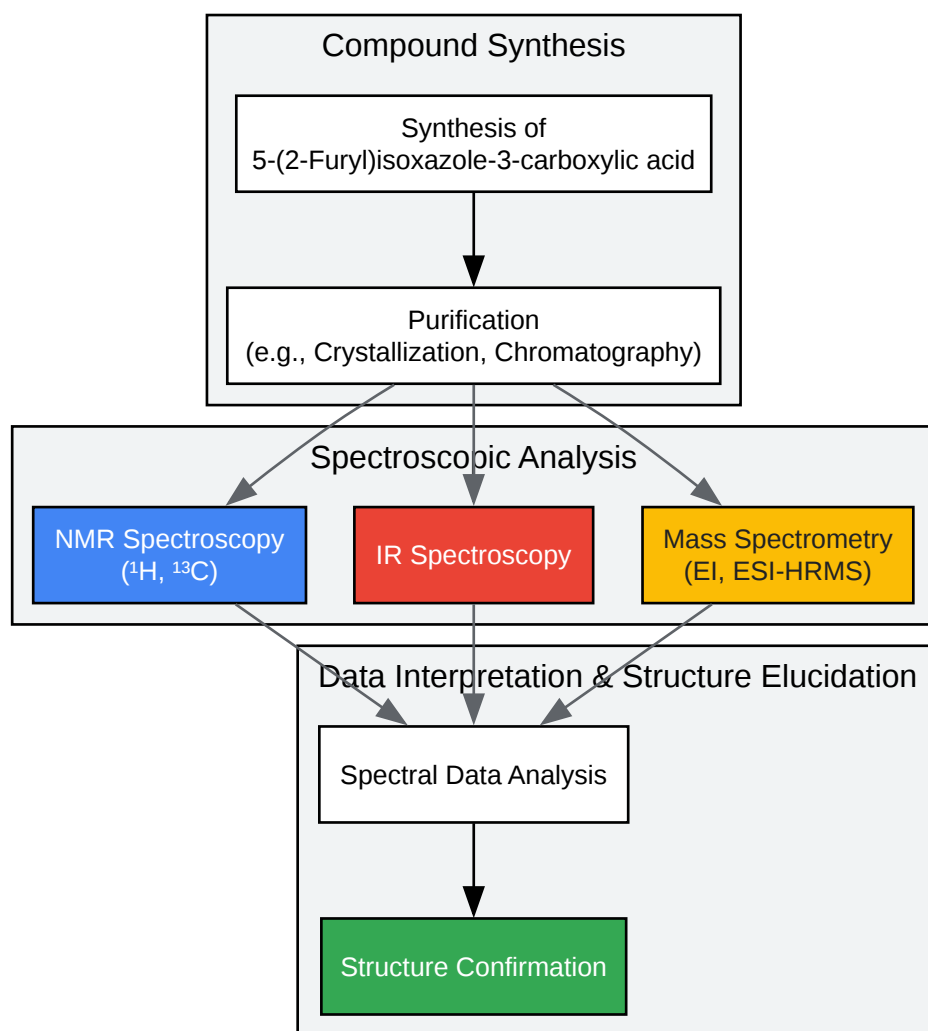 Compound Synthesis
Synthesis of
5-(2-Furyl)isoxazole-3-carboxylic acid
Purification
(e.g., Crystallization, Chromatography)
Spectroscopic Analysis
NMR Spectroscopy
(¹H, ¹³C)
IR Spectroscopy
Mass Spectrometry
(EI, ESI-HRMS)
Data Interpretation & Structure Elucidation
Spectral Data Analysis
Structure Confirmation